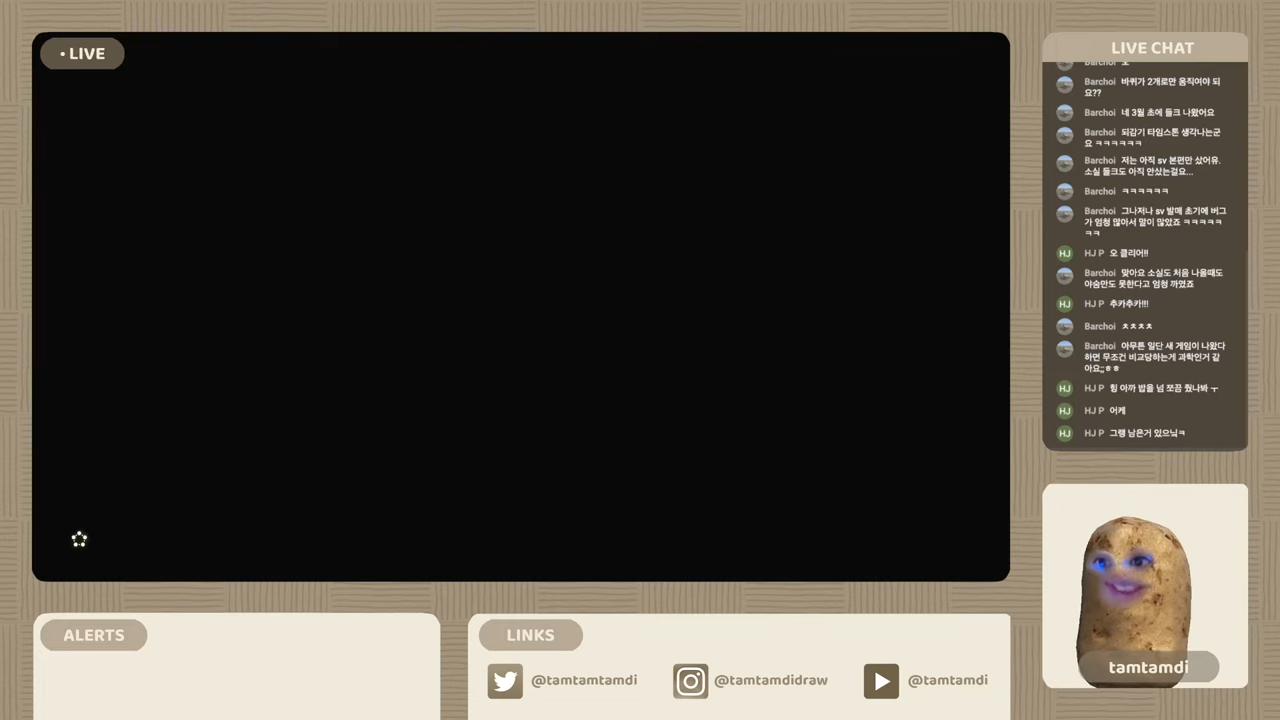 • LIVE
LIVE CHAT
Barchoi 오
Barchoi 바퀴가 2개로만 움직여야 되
요??
Barchoi 네 3월 초에 들크 나왔어요
Barchoi 되감기 타임스톤 생각나는군
요 ㅋㅋㅋㅋㅋㅋ
Barchoi 저는 아직 sv 본편만 샀어유.
소실 들크도 아직 안샀는걸요...
Barchoi ㅋㅋㅋㅋㅋㅋ
Barchoi 그나저나 sv 발매 초기에 버그
가 엄청 많아서 말이 많았죠 ㅋㅋㅋㅋㅋ
ㅋㅋ
HJ HJ P 오 클리어!!
Barchoi 맞아요 소실도 처음 나올때도
야숨만도 못한다고 엄청 까였죠
HJ HJ P 추카추카!!!
Barchoi ㅊㅊㅊㅊ
Barchoi 아무튼 일단 새 게임이 나왔다
하면 무조건 비교당하는게 과학인거 같
아요;;ㅎㅎ
HJ HJ P 힝 아까 밥을 넘 쪼끔 줬나봐 ㅜ
HJ HJ P 어케
HJ HJ P 그랭 남은거 있으닠ㅋ
tamtamdi
ALERTS
LINKS
@tamtamtamdi
@tamtamdidraw
@tamtamdi